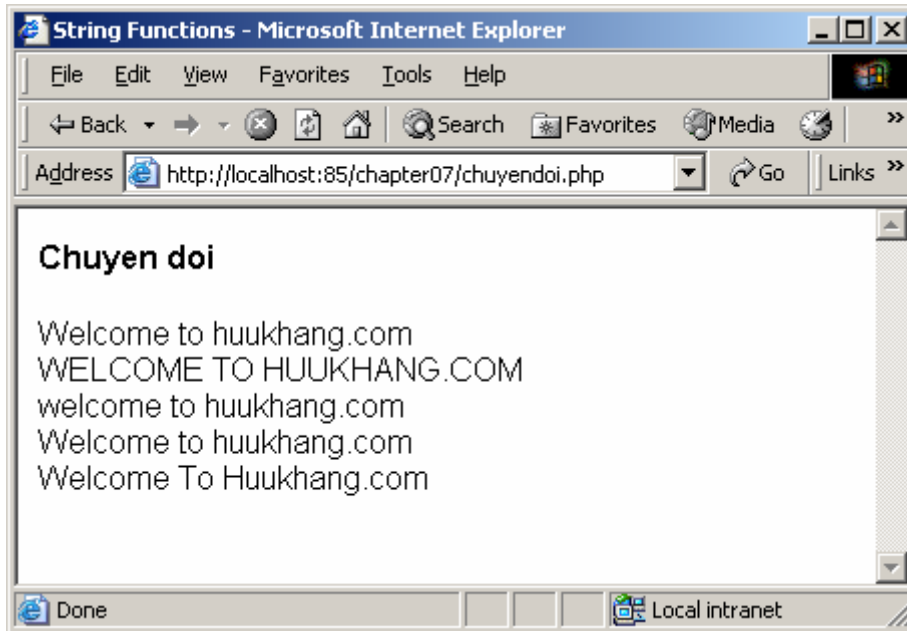 String Functions - Microsoft Internet Explorer
File Edit View Favorites Tools Help
Back Search Favorites Media »
Address http://localhost:85/chapter07/chuyendoi.php Go Links »
Chuyen doi
Welcome to huukhang.com
WELCOME TO HUUKHANG.COM
welcome to huukhang.com
Welcome to huukhang.com
Welcome To Huukhang.com
Done Local intranet